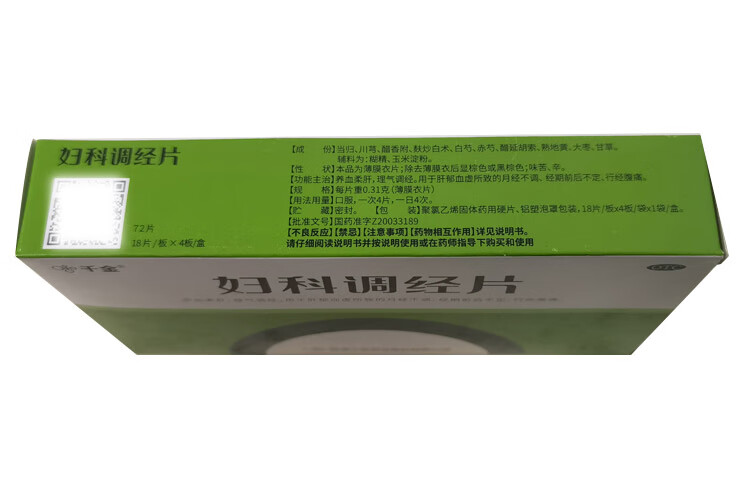 妇科调经片
72片
18片/板×4板/盒
【成 份】当归、川芎、醋香附、麸炒白术、白芍、赤芍、醋延胡索、熟地黄、大枣、甘草。
辅料为：糊精、玉米淀粉。
【性 状】本品为薄膜衣片；除去薄膜衣后显棕色或黑棕色；味苦、辛。
【功能主治】养血柔肝，理气调经。用于肝郁血虚所致的月经不调、经期前后不定、行经腹痛。
【规 格】每片重0.31克（薄膜衣片）
【用法用量】口服，一次4片，一日4次。
【贮 藏】密封。【包 装】聚氯乙烯固体药用硬片、铝塑泡罩包装，18片/板x4板/袋x1袋/盒。
【批准文号】国药准字Z20033189
【不良反应】【禁忌】【注意事项】【药物相互作用】详见说明书。
请仔细阅读说明书并按说明使用或在药师指导下购买和使用
千金
妇科调经片
OTC